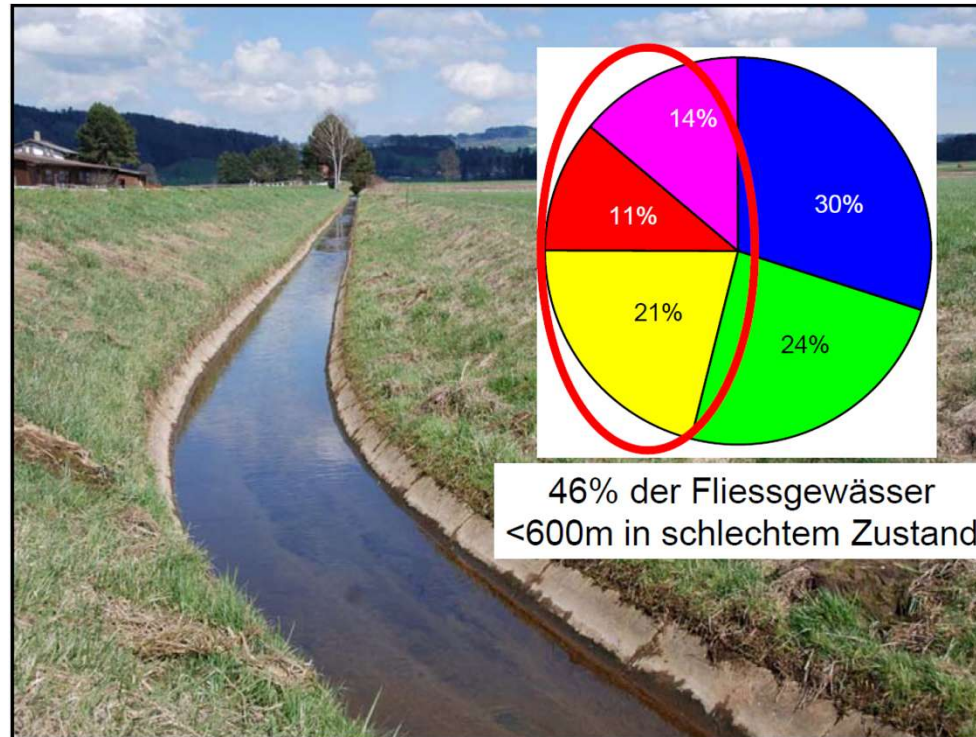 14%
30%
11%
21%
24%
46% der Fliessgewässer
<600m in schlechtem Zustand